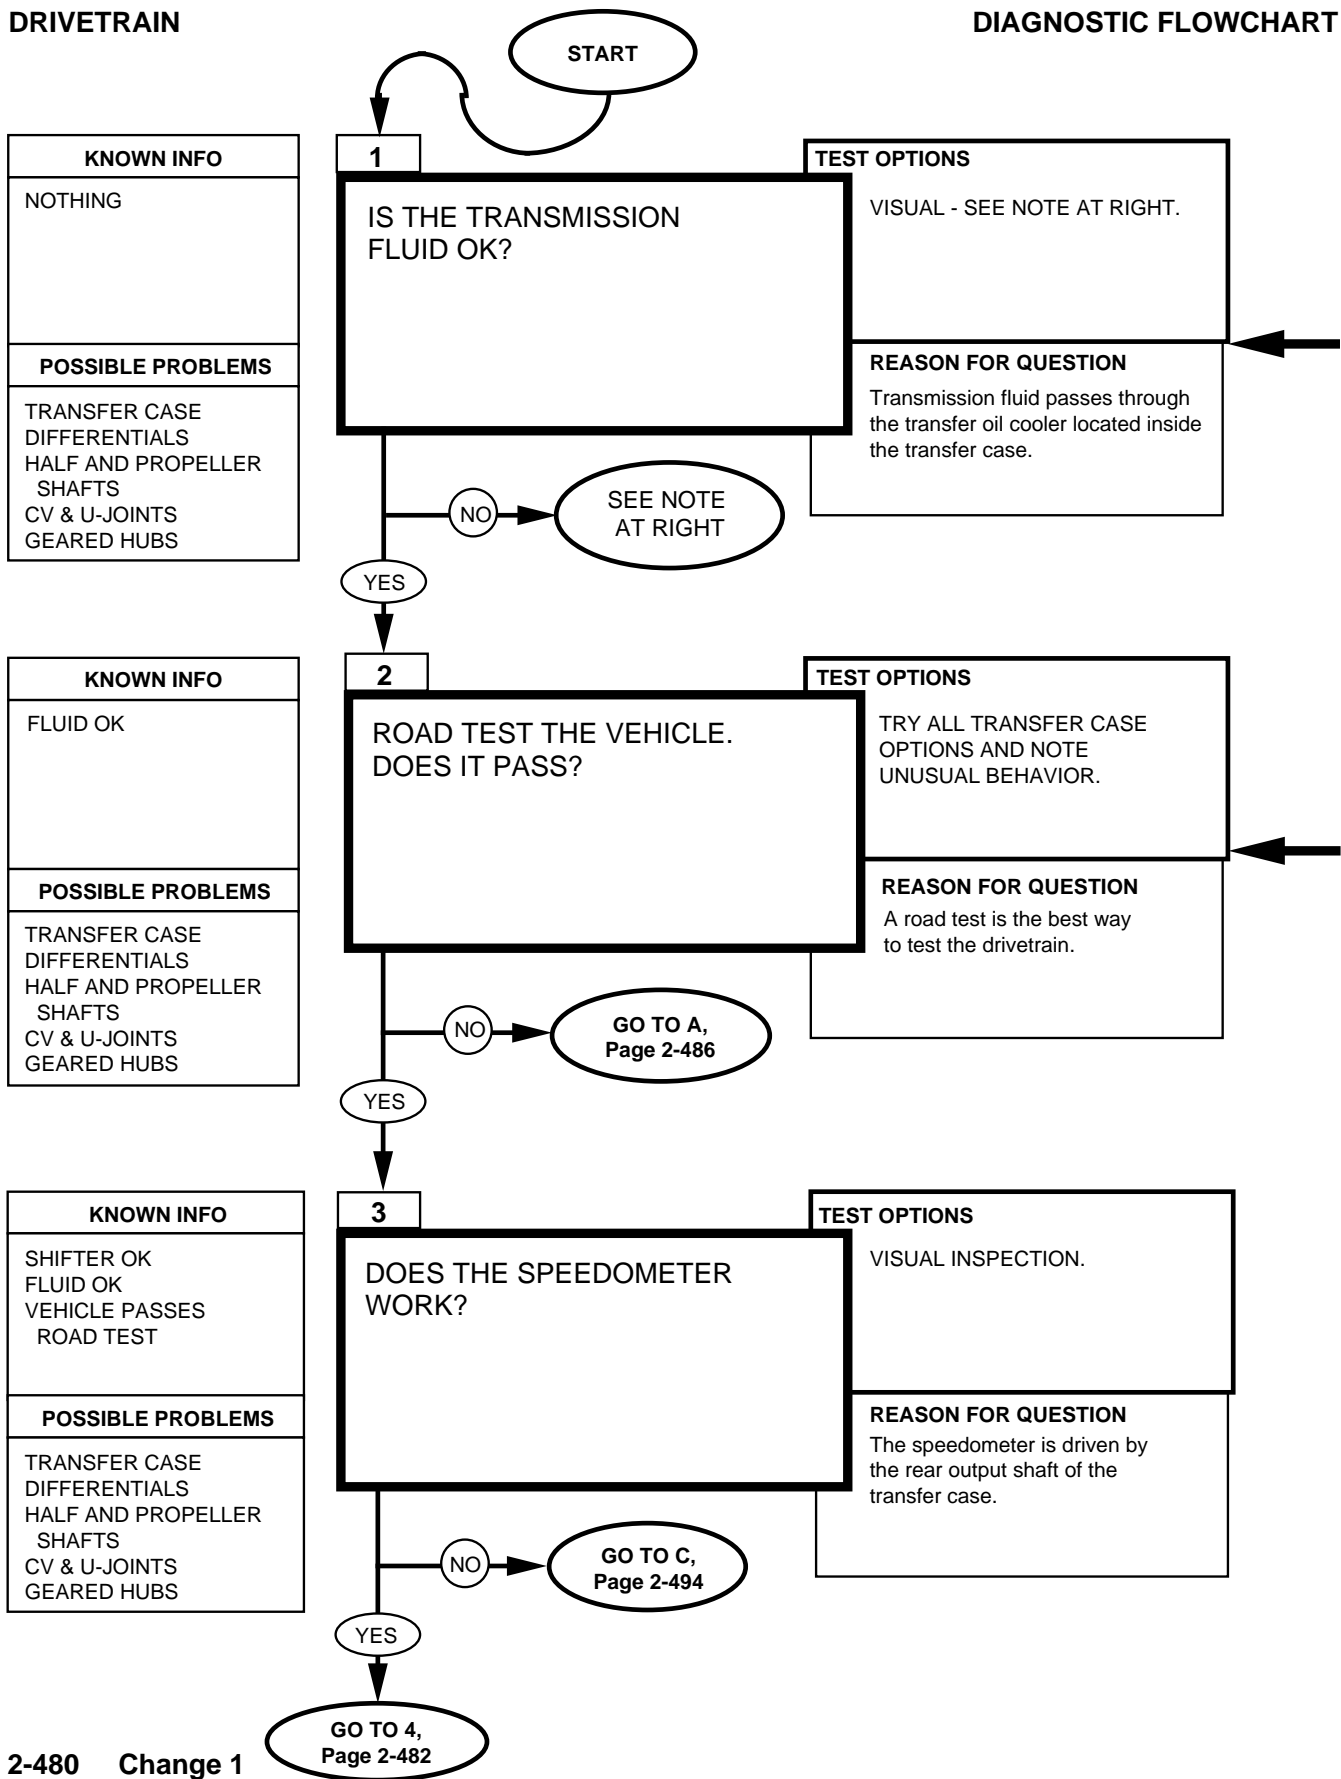 DRIVETRAIN
DIAGNOSTIC FLOWCHART
START
KNOWN INFO
NOTHING
POSSIBLE PROBLEMS
TRANSFER CASE
DIFFERENTIALS
HALF AND PROPELLER
SHAFTS
CV & U-JOINTS
GEARED HUBS
1
IS THE TRANSMISSION
FLUID OK?
TEST OPTIONS
VISUAL - SEE NOTE AT RIGHT.
REASON FOR QUESTION
Transmission fluid passes through
the transfer oil cooler located inside
the transfer case.
NO
SEE NOTE
AT RIGHT
YES
KNOWN INFO
FLUID OK
POSSIBLE PROBLEMS
TRANSFER CASE
DIFFERENTIALS
HALF AND PROPELLER
SHAFTS
CV & U-JOINTS
GEARED HUBS
2
ROAD TEST THE VEHICLE.
DOES IT PASS?
TEST OPTIONS
TRY ALL TRANSFER CASE
OPTIONS AND NOTE
UNUSUAL BEHAVIOR.
REASON FOR QUESTION
A road test is the best way
to test the drivetrain.
NO
GO TO A,
Page 2-486
YES
KNOWN INFO
SHIFTER OK
FLUID OK
VEHICLE PASSES
ROAD TEST
POSSIBLE PROBLEMS
TRANSFER CASE
DIFFERENTIALS
HALF AND PROPELLER
SHAFTS
CV & U-JOINTS
GEARED HUBS
3
DOES THE SPEEDOMETER
WORK?
TEST OPTIONS
VISUAL INSPECTION.
REASON FOR QUESTION
The speedometer is driven by
the rear output shaft of the
transfer case.
NO
GO TO C,
Page 2-494
YES
GO TO 4,
Page 2-482
2-480 Change 1